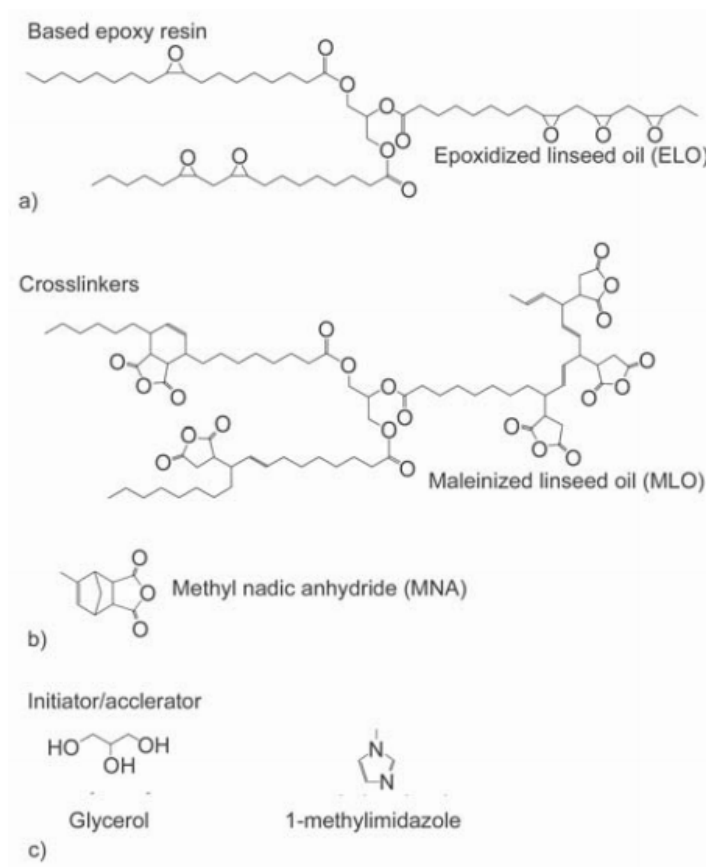 Based epoxy resin
Epoxidized linseed oil (ELO)
a)
Crosslinkers
Maleinized linseed oil (MLO)
Methyl nadic anhydride (MNA)
b)
Initiator/acclerator
HO OH
OH
N
N
Glycerol 1-methylimidazole
c)